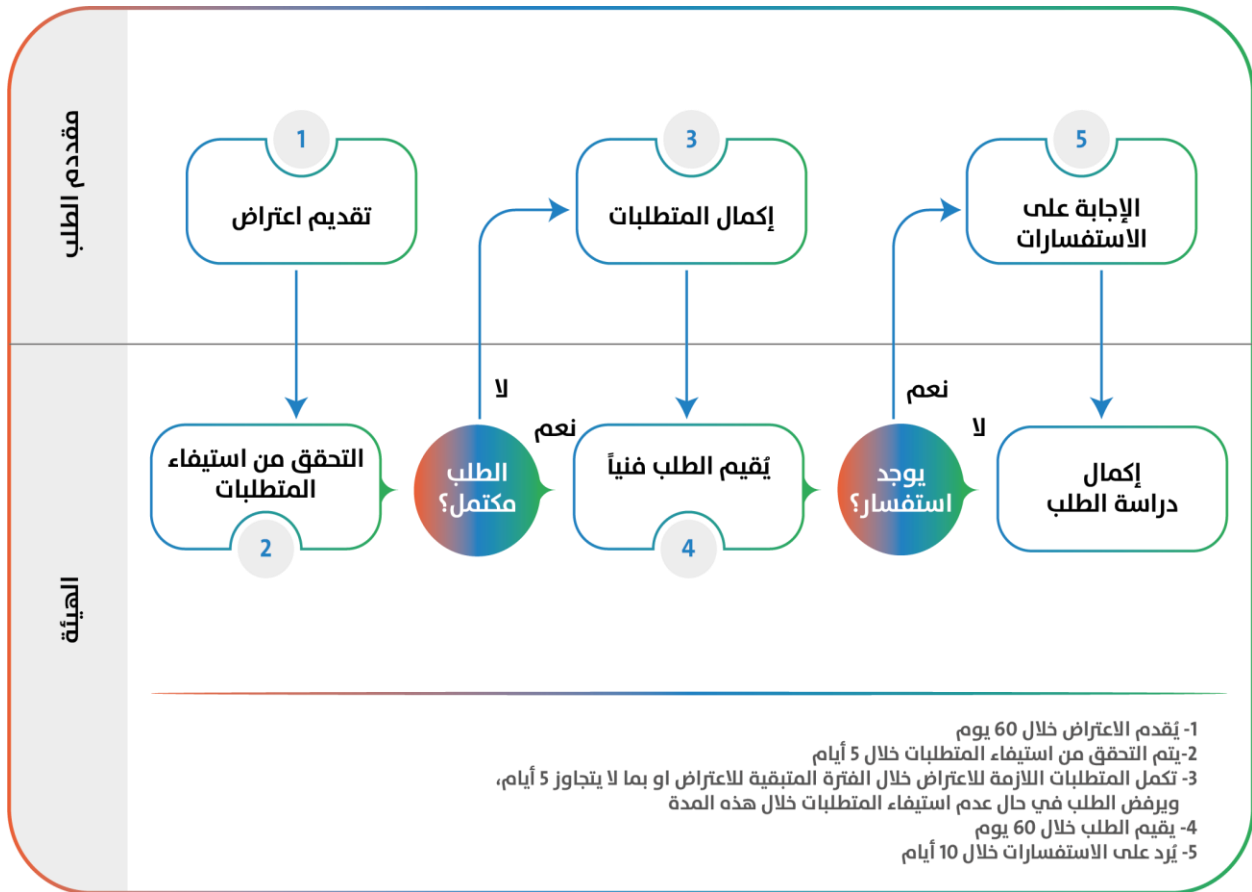 مقددم الطلب
1
تقديم اعتراض
3
إكمال المتطلبات
5
الإجابة على
الاستفسارات
الهيئة
التحقق من استيفاء
المتطلبات
2
الطلب
مكتمل؟
لا
نعم
يُقيم الطلب فنياً
4
يوجد
استفسار؟
نعم
لا
إكمال
دراسة الطلب
1- يُقدم الاعتراض خلال 60 يوم
2-يتم التحقق من استيفاء المتطلبات خلال 5 أيام
3- تكمل المتطلبات اللازمة للاعتراض خلال الفترة المتبقية للاعتراض او بما لا يتجاوز 5 أيام،
ويرفض الطلب في حال عدم استيفاء المتطلبات خلال هذه المدة
4- يقيم الطلب خلال 60 يوم
5- يُرد على الاستفسارات خلال 10 أيام